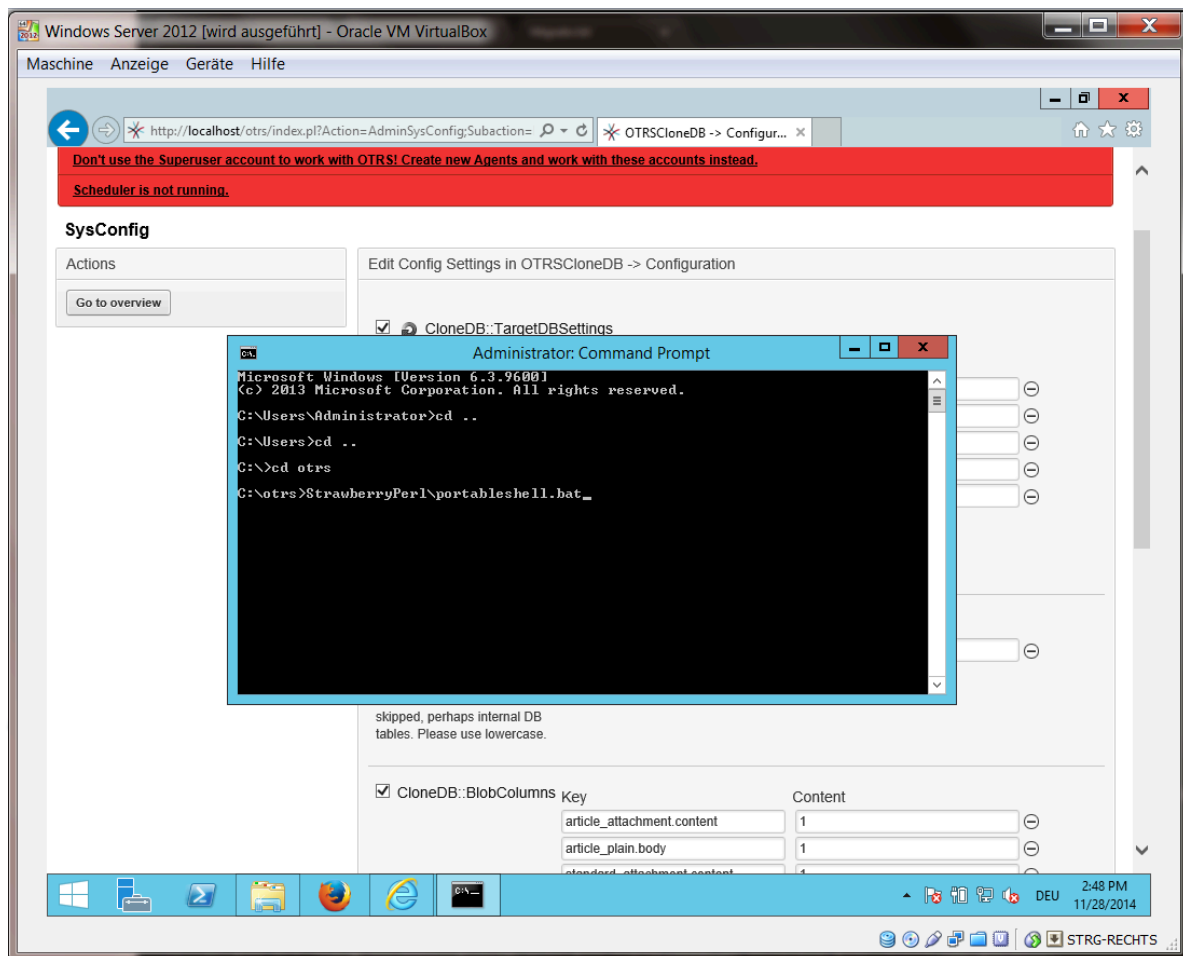 Windows Server 2012 [wird ausgeführt] - Oracle VM VirtualBox
Maschine Anzeige Geräte Hilfe
http://localhost/otrs/index.pl?Action=AdminSysConfig;Subaction=
OTRSCloneDB -> Configur...
Don't use the Superuser account to work with OTRS! Create new Agents and work with these accounts instead.
Scheduler is not running.
SysConfig
Actions
Go to overview
Edit Config Settings in OTRSCloneDB -> Configuration
CloneDB::TargetDBSettings
Administrator: Command Prompt
Microsoft Windows [Version 6.3.9600]
(c) 2013 Microsoft Corporation. All rights reserved.
C:\Users\Administrator>cd ..
C:\Users>cd ..
C:\>cd otrs
C:\otrs>StrawberryPerl\portableshell.bat_
skipped, perhaps internal DB
tables. Please use lowercase.
CloneDB::BlobColumns
Key Content
article_attachment.content 1
article_plain.body 1
standard_attachment.content 1
DEU
2:48 PM
11/28/2014
STRG-RECHTS